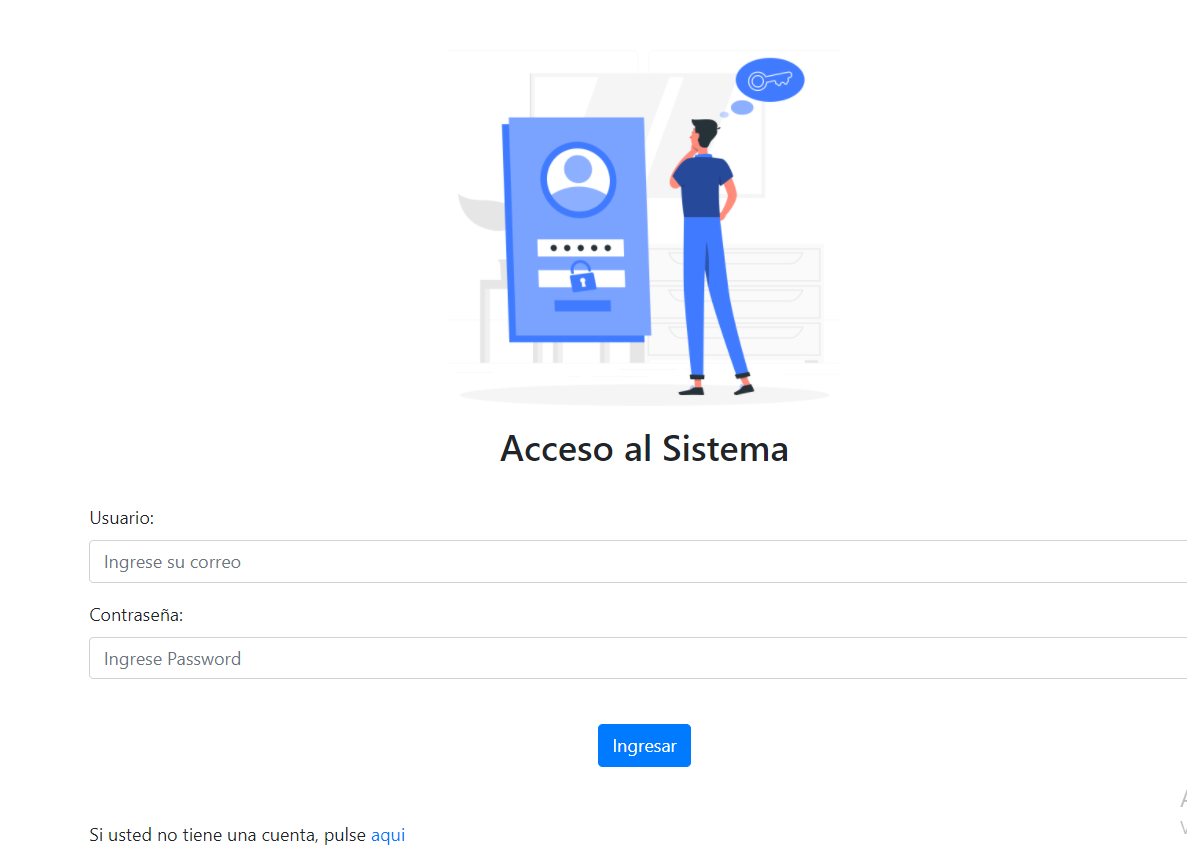 Acceso al Sistema
Usuario:
Ingrese su correo
Contraseña:
Ingrese Password
Ingresar
Si usted no tiene una cuenta, pulse aqui